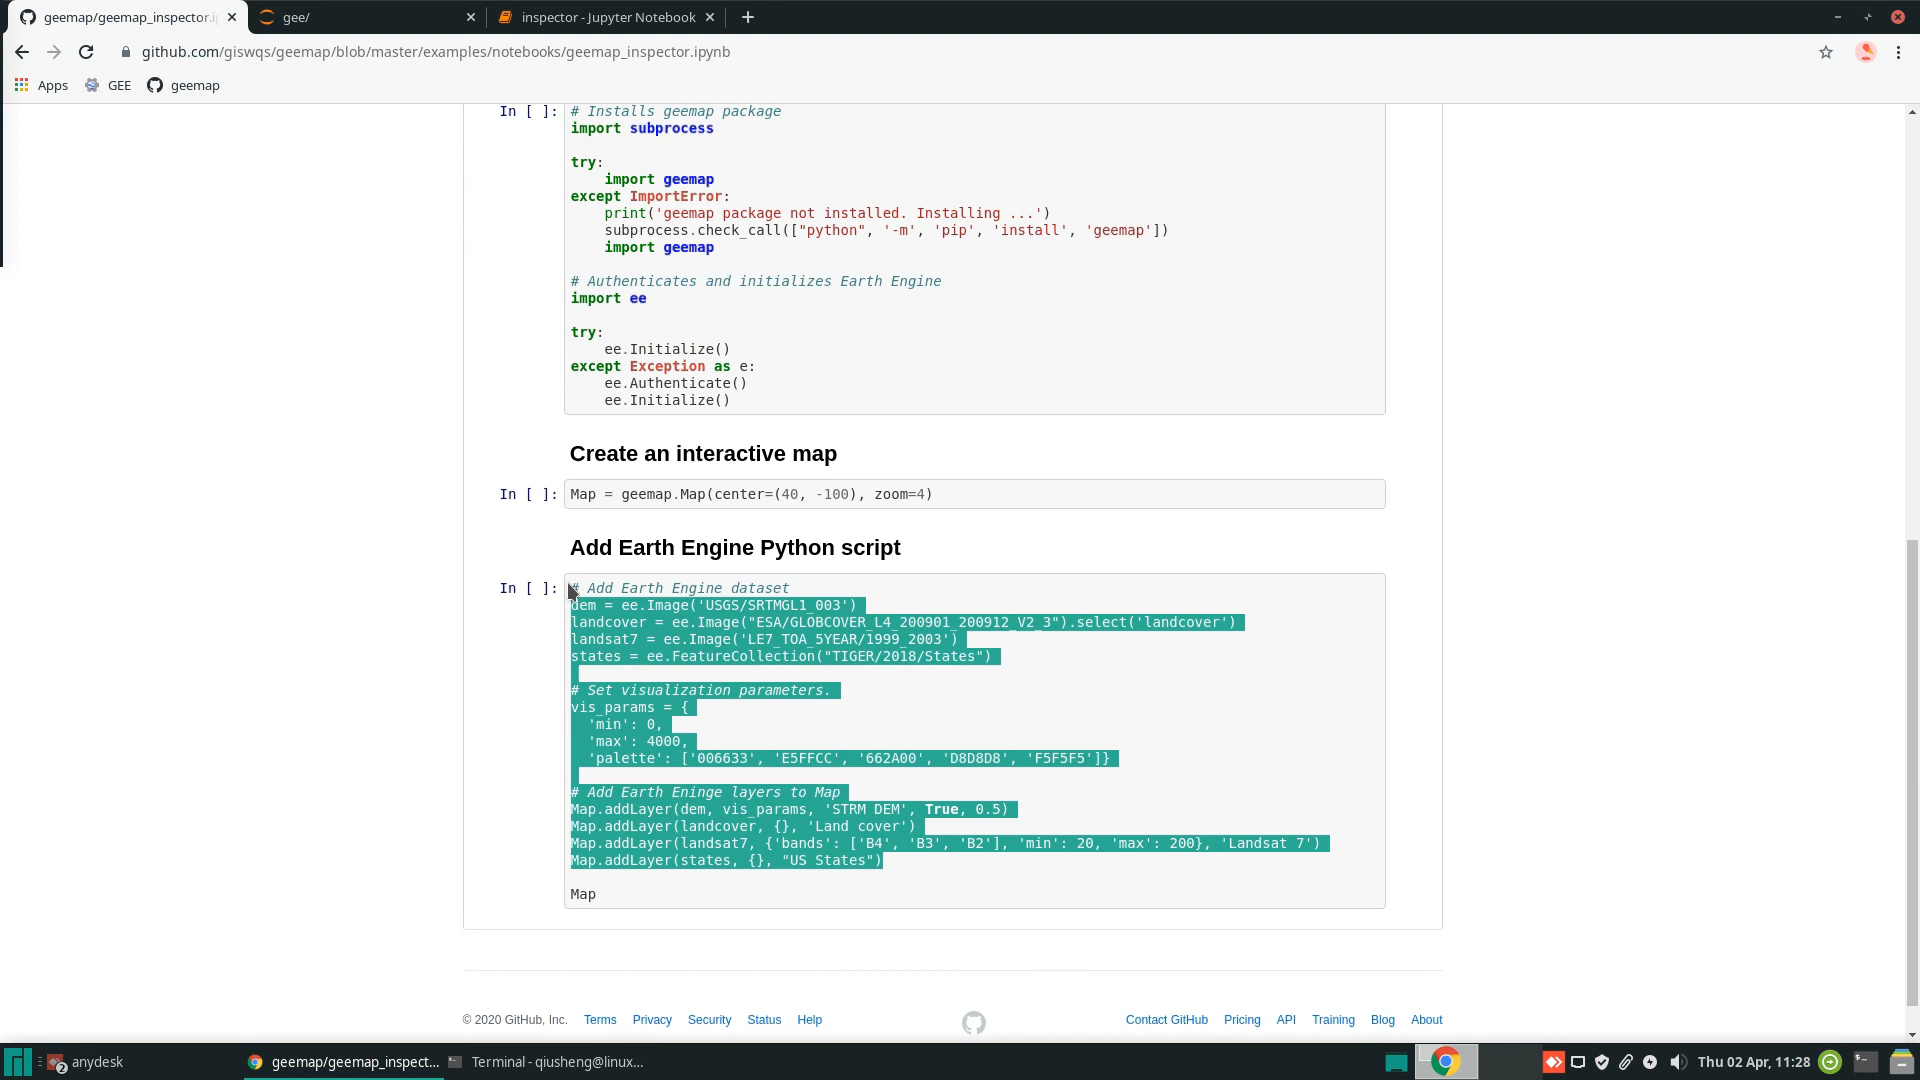 geemap/geemap_inspector.i
gee/
inspector - Jupyter Notebook
github.com/giswqs/geemap/blob/master/examples/notebooks/geemap_inspector.ipynb
Apps
GEE
geemap
In [ ]:
# Installs geemap package
import subprocess
try:
    import geemap
except ImportError:
    print('geemap package not installed. Installing ...')
    subprocess.check_call(["python", '-m', 'pip', 'install', 'geemap'])
    import geemap
# Authenticates and initializes Earth Engine
import ee
try:
    ee.Initialize()
except Exception as e:
    ee.Authenticate()
    ee.Initialize()
Create an interactive map
In [ ]:
Map = geemap.Map(center=(40, -100), zoom=4)
Add Earth Engine Python script
In [ ]:
# Add Earth Engine dataset
dem = ee.Image('USGS/SRTMGL1_003')
landcover = ee.Image("ESA/GLOBCOVER_L4_200901_200912_V2_3").select('landcover')
landsat7 = ee.Image('LE7_TOA_5YEAR/1999_2003')
states = ee.FeatureCollection("TIGER/2018/States")
# Set visualization parameters.
vis_params = {
  'min': 0,
  'max': 4000,
  'palette': ['006633', 'E5FFCC', '662A00', 'D8D8D8', 'F5F5F5']}
# Add Earth Eninge layers to Map
Map.addLayer(dem, vis_params, 'STRM DEM', True, 0.5)
Map.addLayer(landcover, {}, 'Land cover')
Map.addLayer(landsat7, {'bands': ['B4', 'B3', 'B2'], 'min': 20, 'max': 200}, 'Landsat 7')
Map.addLayer(states, {}, "US States")
Map
© 2020 GitHub, Inc.
Terms
Privacy
Security
Status
Help
Contact GitHub
Pricing
API
Training
Blog
About
2
anydesk
geemap/geemap_inspect...
Terminal - qiusheng@linux...
Thu 02 Apr, 11:28